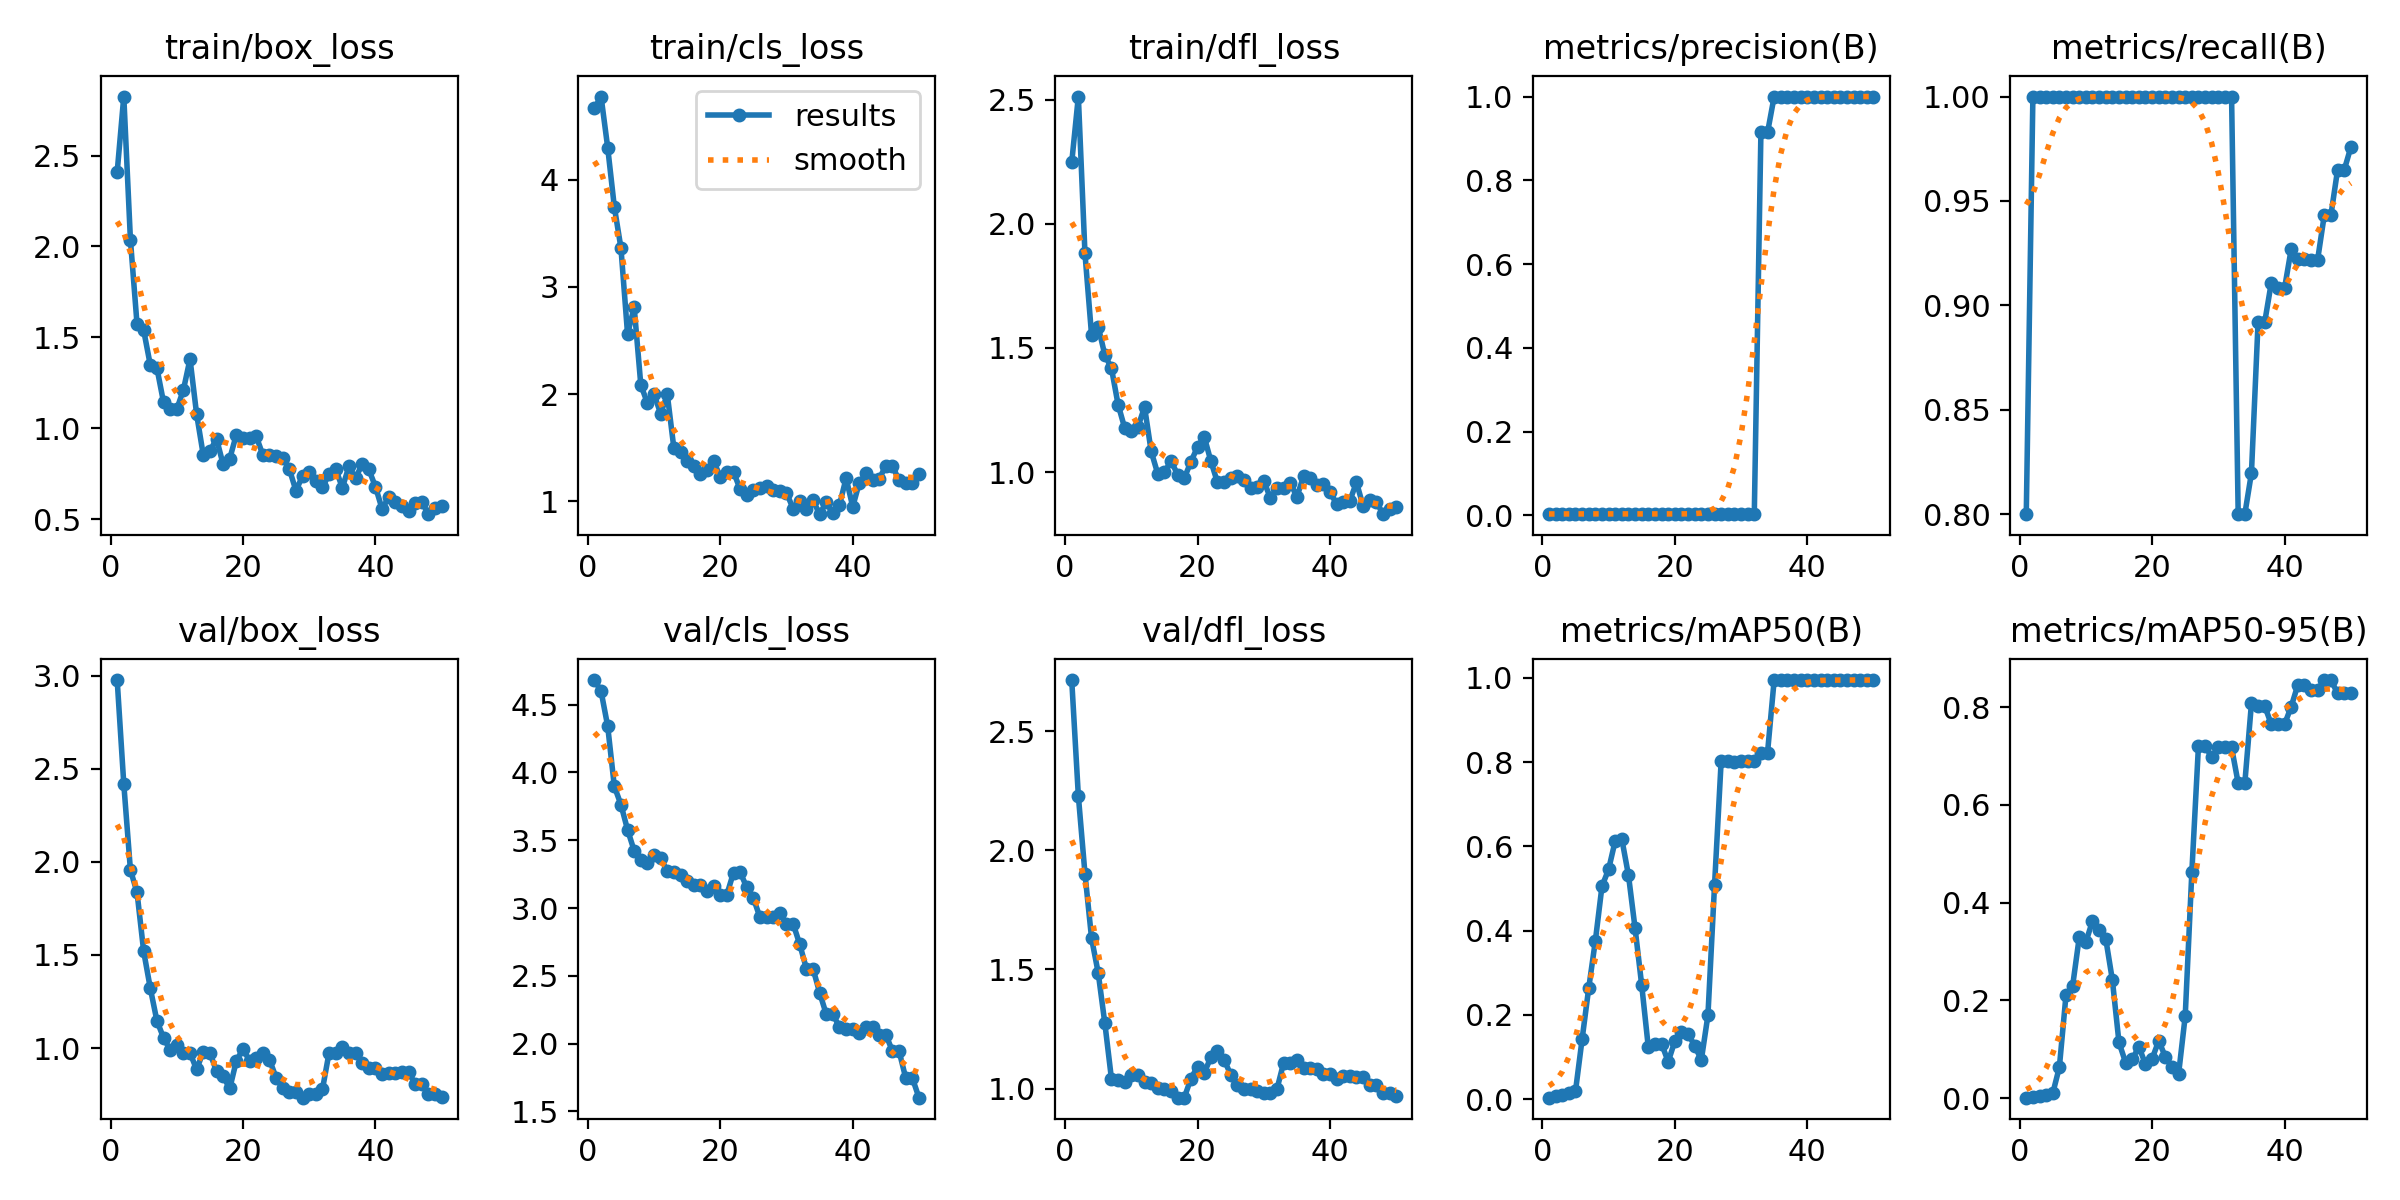 train/box_loss
2.5
2.0
1.5
1.0
0.5
0 20 40
train/cls_loss
results
smooth
4
3
2
1
0 20 40
train/dfl_loss
2.5
2.0
1.5
1.0
0 20 40
metrics/precision(B)
1.0
0.8
0.6
0.4
0.2
0.0
0 20 40
metrics/recall(B)
1.00
0.95
0.90
0.85
0.80
0 20 40
val/box_loss
3.0
2.5
2.0
1.5
1.0
0 20 40
val/cls_loss
4.5
4.0
3.5
3.0
2.5
2.0
1.5
0 20 40
val/dfl_loss
2.5
2.0
1.5
1.0
0 20 40
metrics/mAP50(B)
1.0
0.8
0.6
0.4
0.2
0.0
0 20 40
metrics/mAP50-95(B)
0.8
0.6
0.4
0.2
0.0
0 20 40